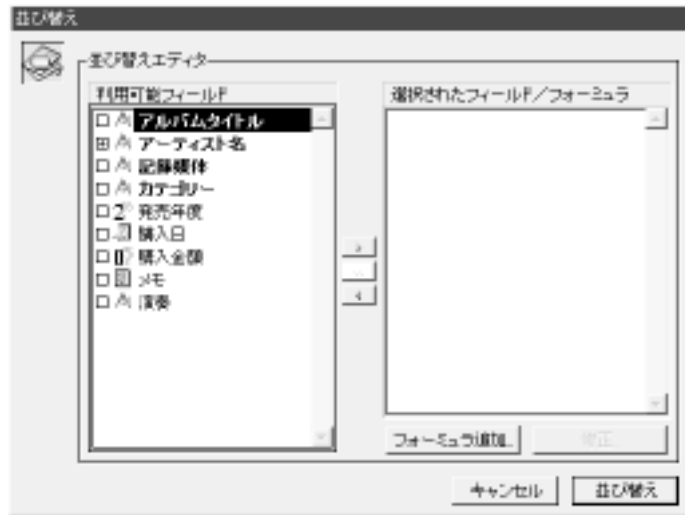 並び替え
並び替えエディタ
利用可能フィールド
選択されたフィールド／フォーミュラ
アルバムタイトル
アーティスト名
記録媒体
カテゴリー
発売年度
購入日
購入金額
メモ
演奏
フォーミュラ追加...
修正...
キャンセル
並び替え